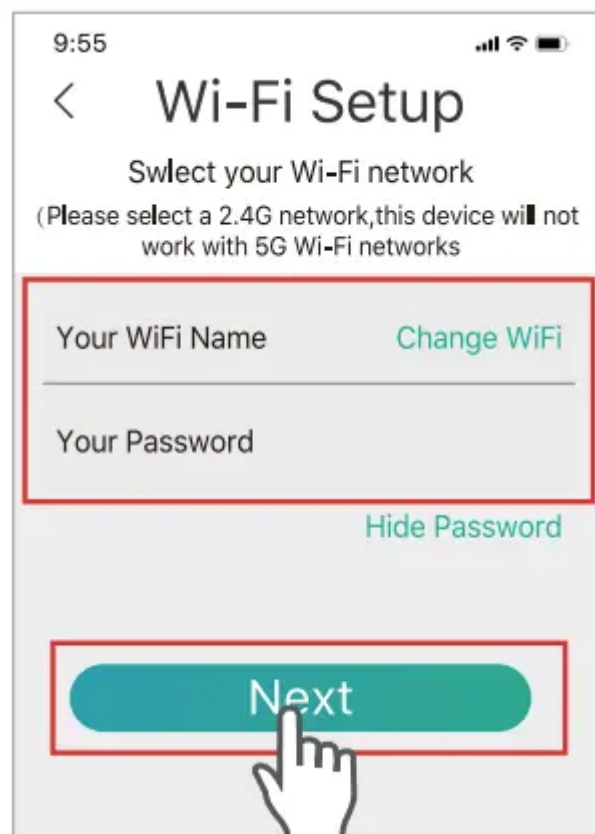 9:55
Wi-Fi Setup
Swlect your Wi-Fi network
(Please select a 2.4G network,this device will not
work with 5G Wi-Fi networks
Your WiFi Name Change WiFi
Your Password
Hide Password
Next